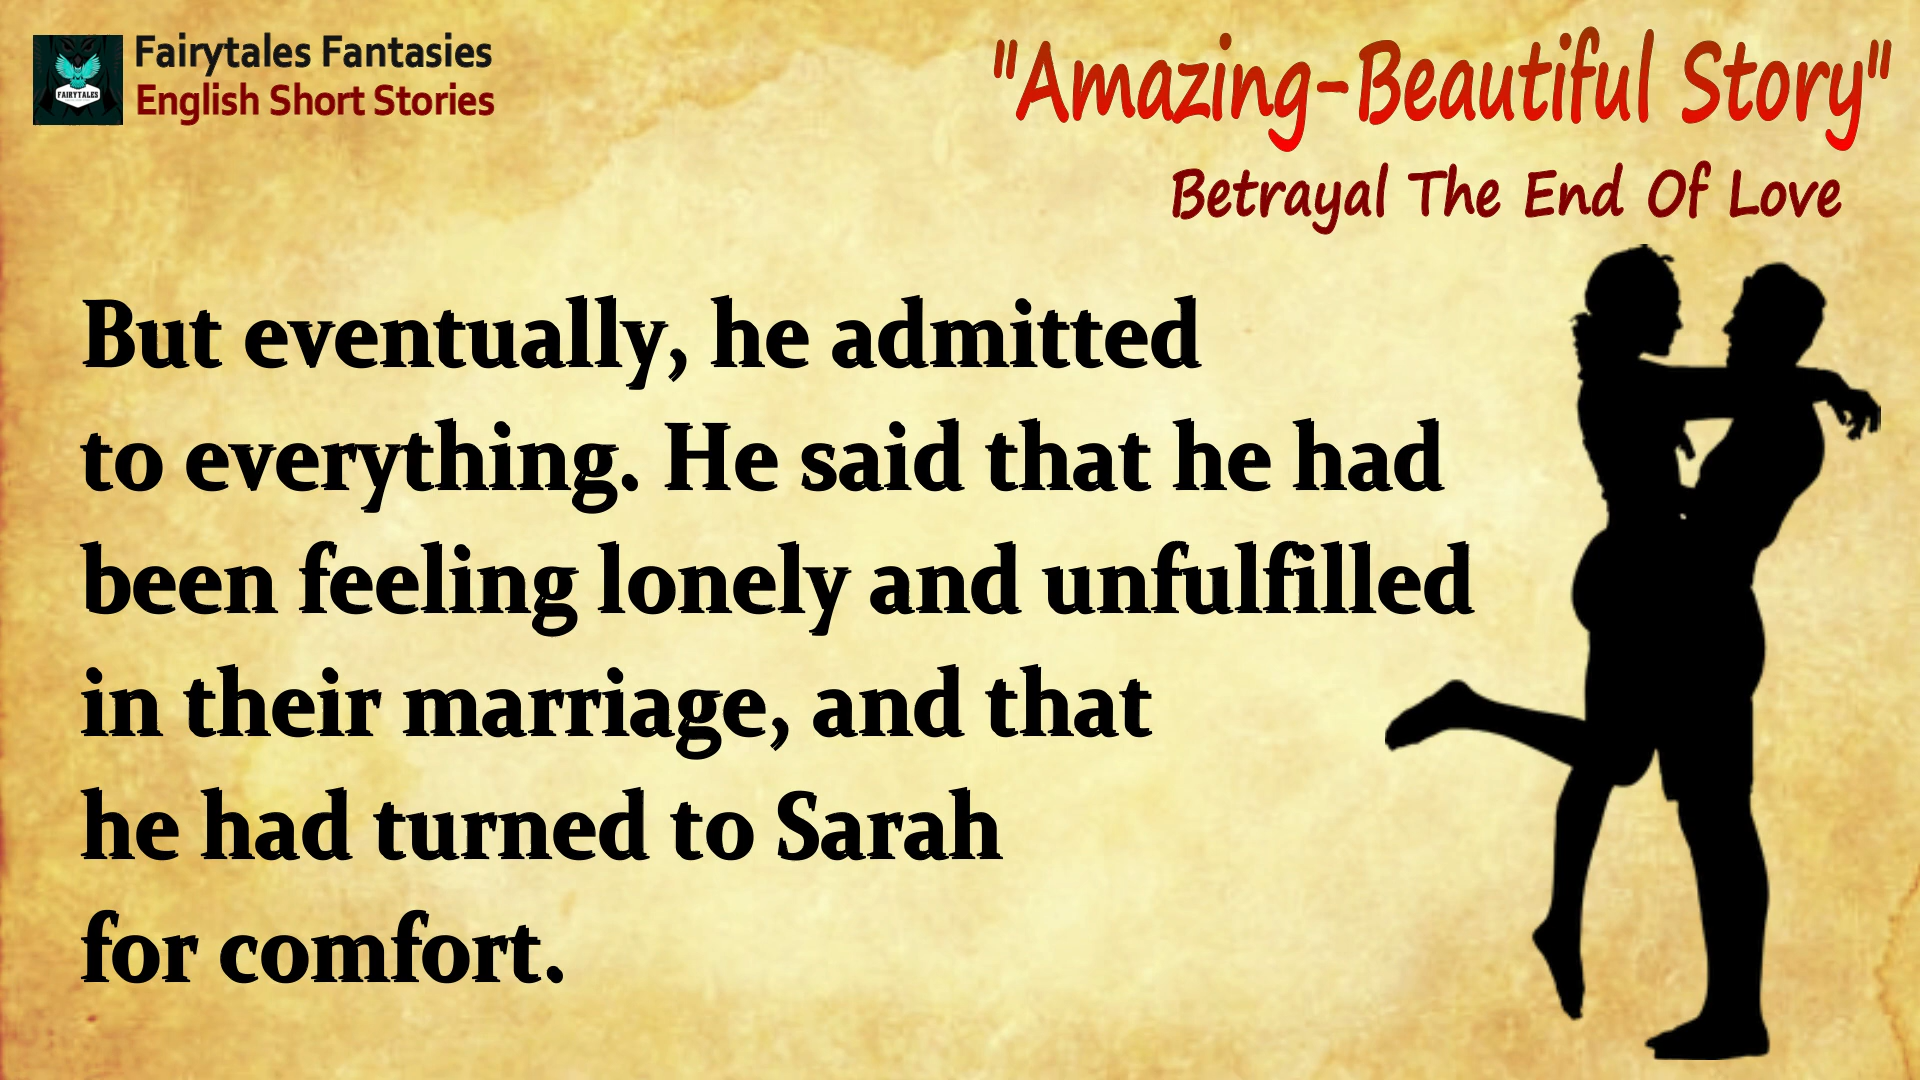 Fairytales Fantasies
English Short Stories
FAIRYTALES
"Amazing-Beautiful Story"
Betrayal The End Of Love
But eventually, he admitted
to everything. He said that he had
been feeling lonely and unfulfilled
in their marriage, and that
he had turned to Sarah
for comfort.